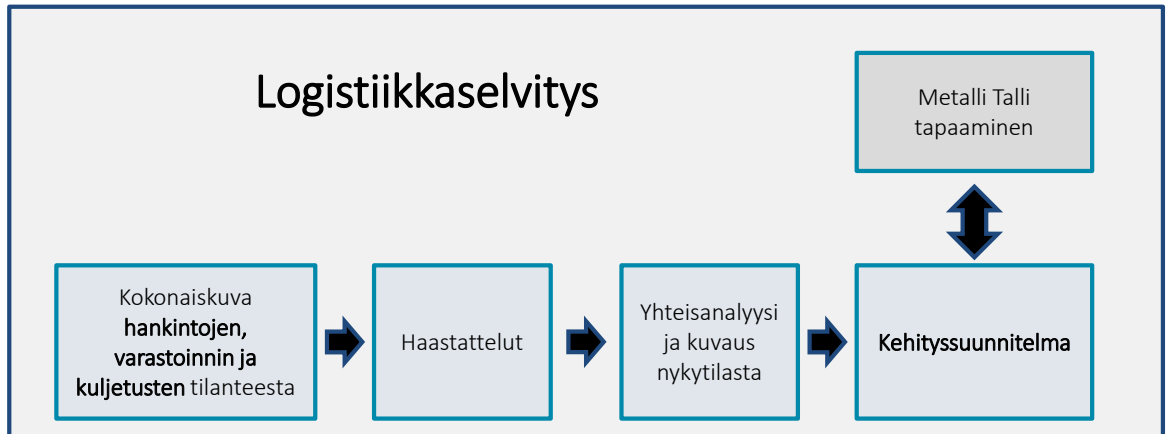 Logistiikkaselvitys
Metalli Talli
tapaaminen
Kokonaiskuva
hankintojen,
varastoinnin ja
kuljetusten tilanteesta
Haastattelut
Yhteisanalyysi
ja kuvaus
nykytilasta
Kehityssuunnitelma